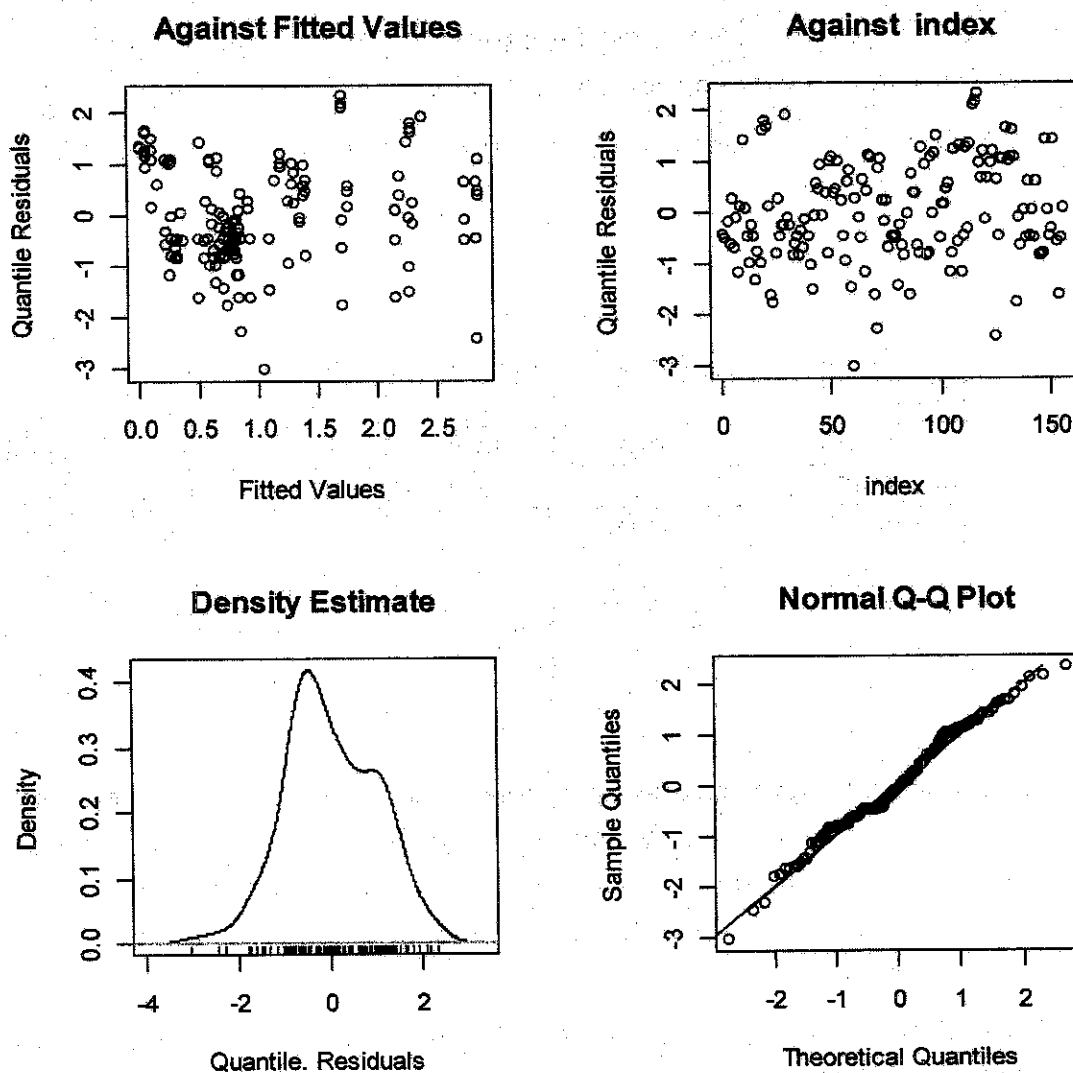 Against Fitted Values
Quantile Residuals
2
1
0
-1
-2
-3
0.0 0.5 1.0 1.5 2.0 2.5
Fitted Values
Against index
Quantile Residuals
2
1
0
-1
-2
-3
0 50 100 150
index
Density Estimate
Density
0.4
0.3
0.2
0.1
0.0
-4 -2 0 2
Quantile. Residuals
Normal Q-Q Plot
Sample Quantiles
2
1
0
-1
-2
-3
-2 -1 0 1 2
Theoretical Quantiles